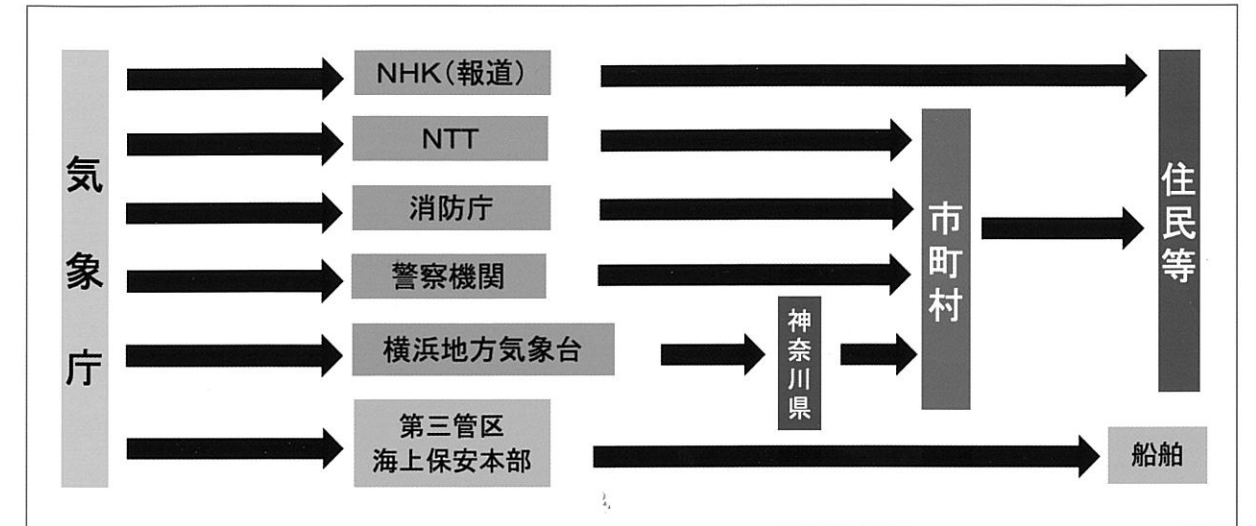 気象庁
NHK（報道）
NTT
消防庁
警察機関
横浜地方気象台
第三管区
海上保安本部
神奈川県
市町村
住民等
船舶